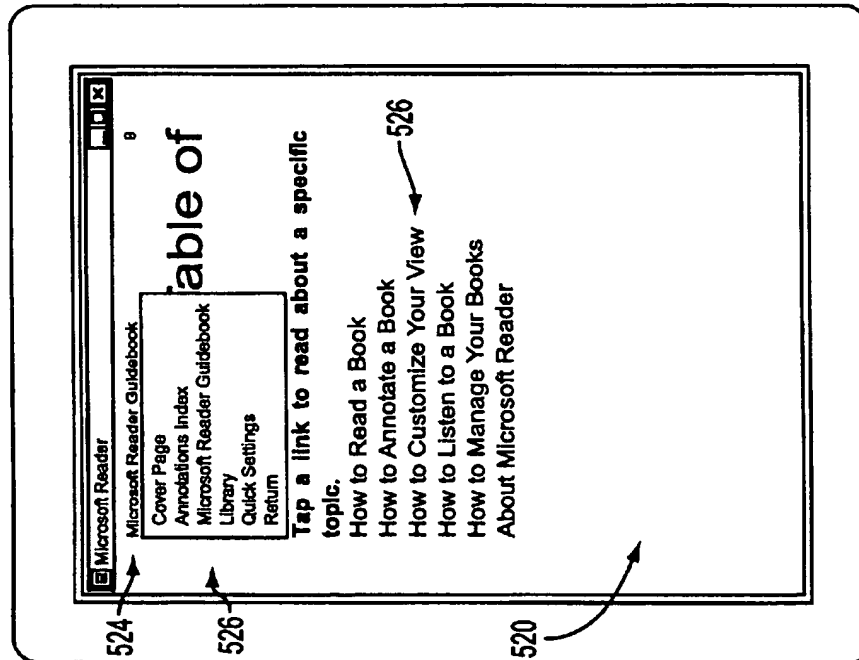 Microsoft Reader
Microsoft Reader Guidebook
Cover Page
Annotations Index
Microsoft Reader Guidebook
Library
Quick Settings
Return
able of
Tap a link to read about a specific
topic.
How to Read a Book
How to Annotate a Book
How to Customize Your View
How to Listen to a Book
How to Manage Your Books
About Microsoft Reader
524
526
526
520